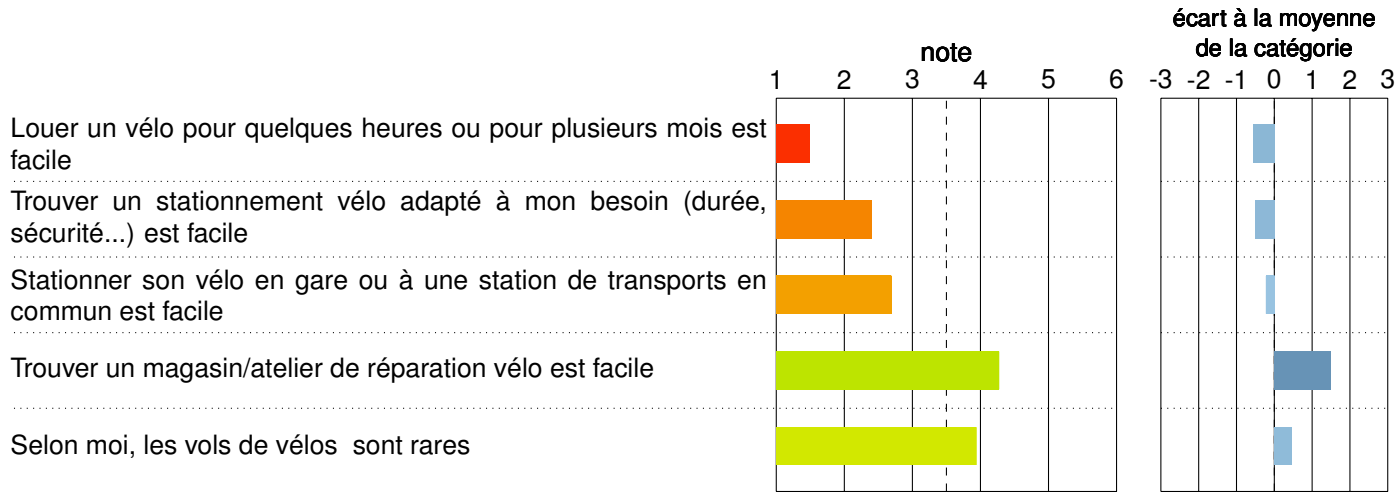 écart à la moyenne
de la catégorie
note
1 2 3 4 5 6
-3 -2 -1 0 1 2 3
Louer un vélo pour quelques heures ou pour plusieurs mois est
facile
Trouver un stationnement vélo adapté à mon besoin (durée,
sécurité...) est facile
Stationner son vélo en gare ou à une station de transports en
commun est facile
Trouver un magasin/atelier de réparation vélo est facile
Selon moi, les vols de vélos sont rares